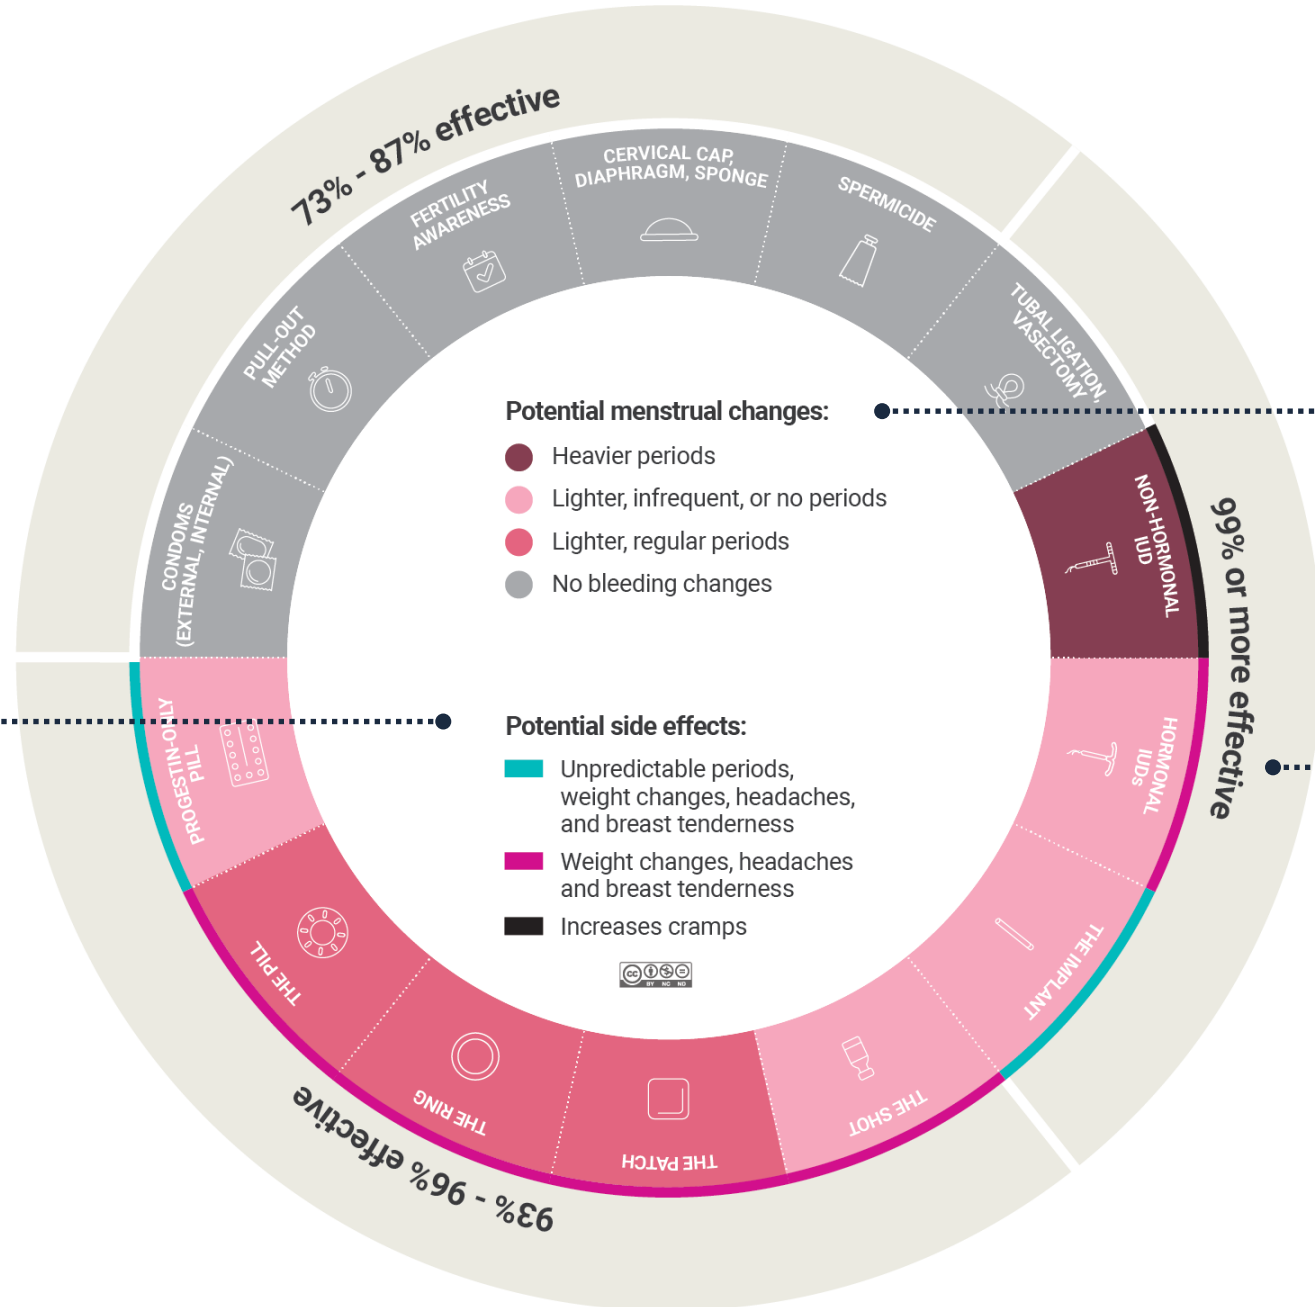 73% - 87% effective
CERVICAL CAP,
DIAPHRAGM, SPONGE
SPERMICIDE
FERTILITY
AWARENESS
TUBAL LIGATION,
VASECTOMY
PULL-OUT
METHOD
CONDOMS
(EXTERNAL, INTERNAL)
NON-HORMONAL
IUD
99% or more effective
Potential menstrual changes:
Heavier periods
Lighter, infrequent, or no periods
Lighter, regular periods
No bleeding changes
Potential side effects:
Unpredictable periods,
weight changes, headaches,
and breast tenderness
Weight changes, headaches
and breast tenderness
Increases cramps
cc
BY NC ND
PROGESTIN-ONLY
PILL
HORMONAL
IUDs
THE PILL
THE IMPLANT
THE RING
THE SHOT
THE PATCH
93% - 96% effective